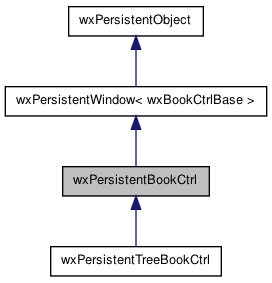 wxPersistentObject
wxPersistentWindow< wxBookCtrlBase >
wxPersistentBookCtrl
wxPersistentTreeBookCtrl